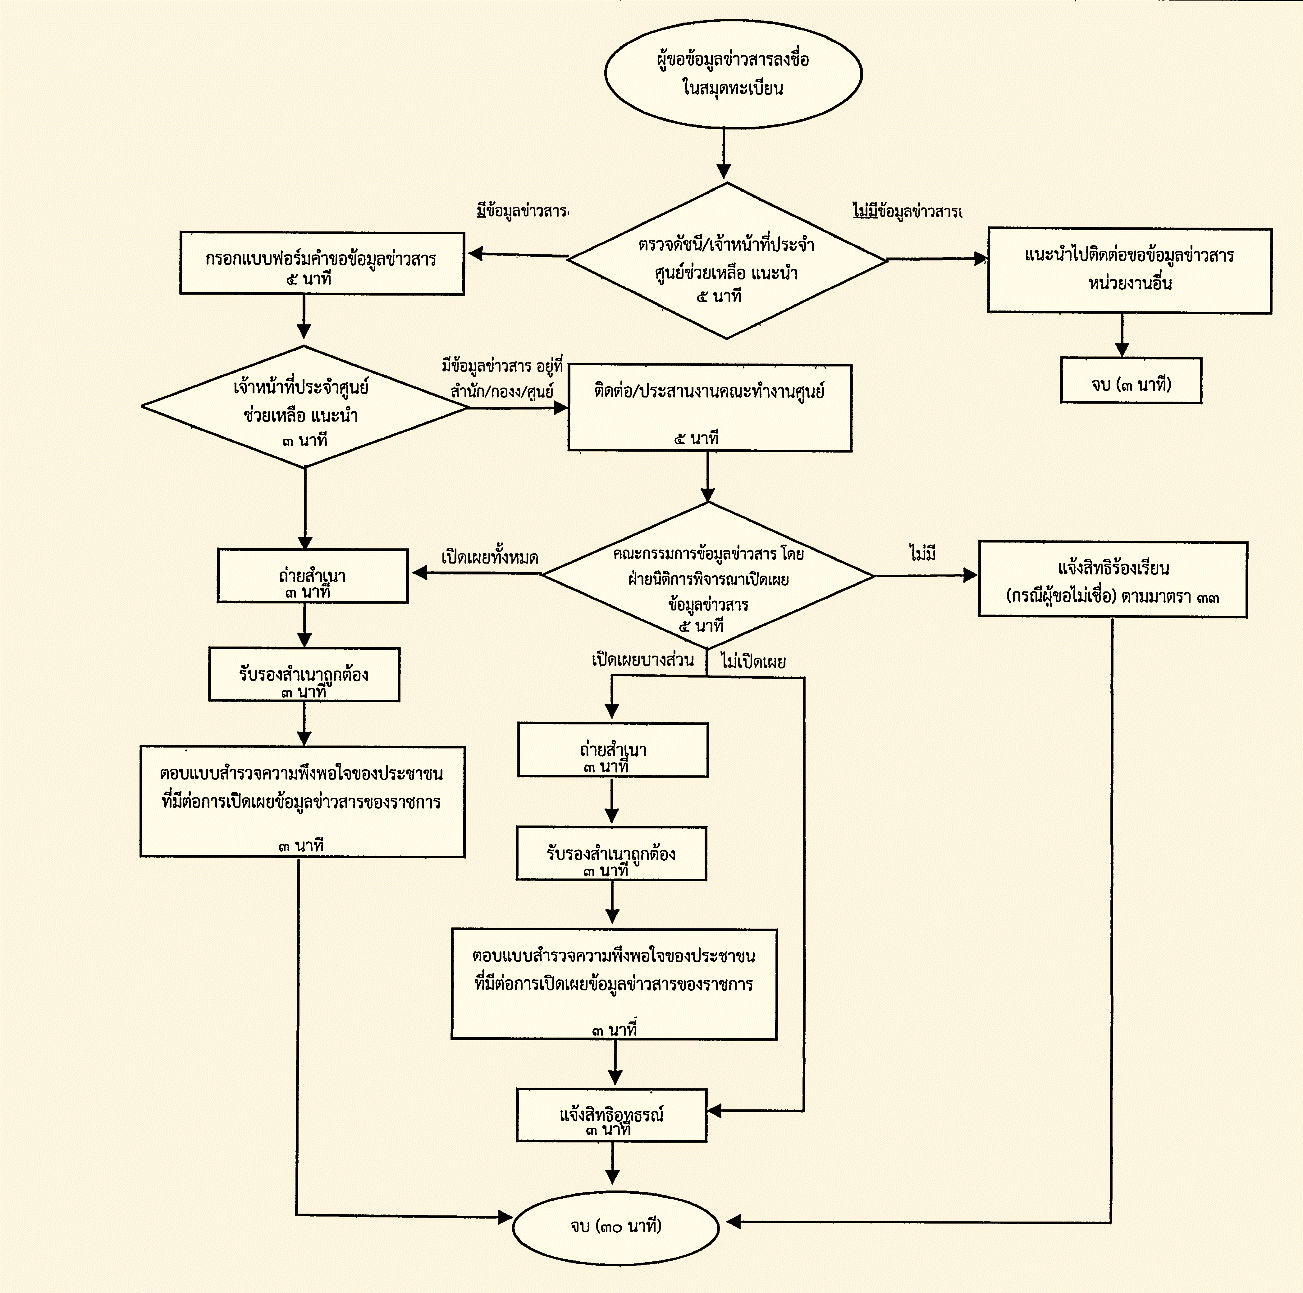 ผู้ขอข้อมูลข่าวสารลงชื่อ
ในสมุดทะเบียน
มีข้อมูลข่าวสาร
ไม่มีข้อมูลข่าวสาร
ตรวจดัชนี/เจ้าหน้าที่ประจำ
ศูนย์ช่วยเหลือ แนะนำ
๕ นาที
กรอกแบบฟอร์มคำขอข้อมูลข่าวสาร
๕ นาที
แนะนำไปติดต่อขอข้อมูลข่าวสาร
หน่วยงานอื่น
จบ (๓ นาที)
เจ้าหน้าที่ประจำศูนย์
ช่วยเหลือ แนะนำ
๓ นาที
มีข้อมูลข่าวสาร อยู่ที่
สำนัก/กองง/ศูนย์
ติดต่อ/ประสานงานคณะทำงานศูนย์
๕ นาที
คณะกรรมการข้อมูลข่าวสาร โดย
ฝ่ายนิติการพิจารณาเปิดเผย
ข้อมูลข่าวสาร
๕ นาที
เปิดเผยทั้งหมด
ไม่มี
แจ้งสิทธิร้องเรียน
(กรณีผู้ขอไม่เชื่อ) ตามมาตรา ๓๓
ถ่ายสำเนา
๓ นาที
รับรองสำเนาถูกต้อง
๓ นาที
ตอบแบบสำรวจความพึงพอใจของประชาชน
ที่มีต่อการเปิดเผยข้อมูลข่าวสารของราชการ
๓ นาที
เปิดเผยบางส่วน
ไม่เปิดเผย
ถ่ายสำเนา
๓ นาที
รับรองสำเนาถูกต้อง
๓ นาที
ตอบแบบสำรวจความพึงพอใจของประชาชน
ที่มีต่อการเปิดเผยข้อมูลข่าวสารของราชการ
๓ นาที
แจ้งสิทธิอุทธรณ์
๓ นาที
จบ (๓๐ นาที)